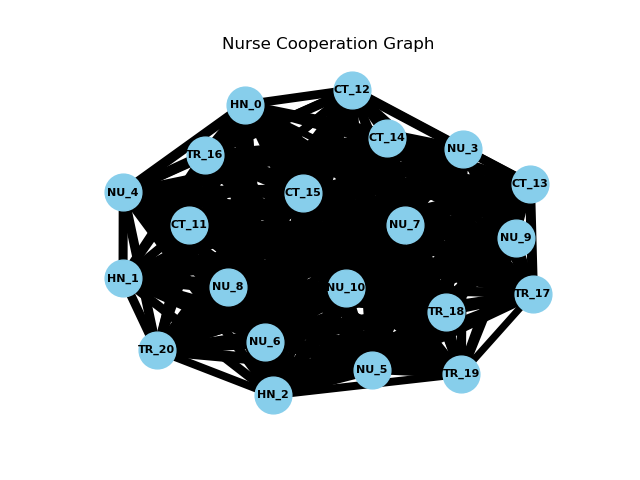 Nurse Cooperation Graph
CT_12
HN_0
CT_14
NU_3
TR_16
CT_13
NU_4
CT_15
CT_11
NU_7
NU_9
HN_1
NU_8
NU_10
TR_17
TR_18
NU_6
TR_20
NU_5
TR_19
HN_2